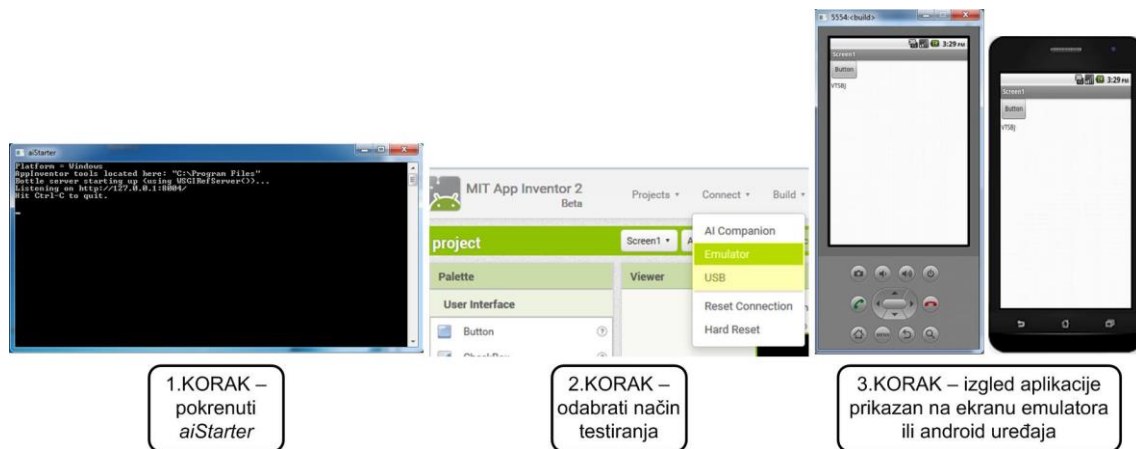 aiStarter
Platform = Windows
AppInventor tools located here: "C:\Program Files"
Bottle server starting up (using WSGIRefServer())...
Listening on http://127.0.0.1:8004/
Hit Ctrl-C to quit.
1.KORAK –
pokrenuti
aiStarter
MIT App Inventor 2
Beta
Projects
Connect
Build
project
Screen1
A
AI Companion
Emulator
USB
Reset Connection
Hard Reset
Palette
Viewer
User Interface
Button
CheckBox
2.KORAK –
odabrati način
testiranja
5554:<build>
3:29 PM
Screen1
Button
VTSBJ
3:29 PM
Screen1
Button
VTSBJ
3.KORAK – izgled aplikacije
prikazan na ekranu emulatora
ili android uređaja